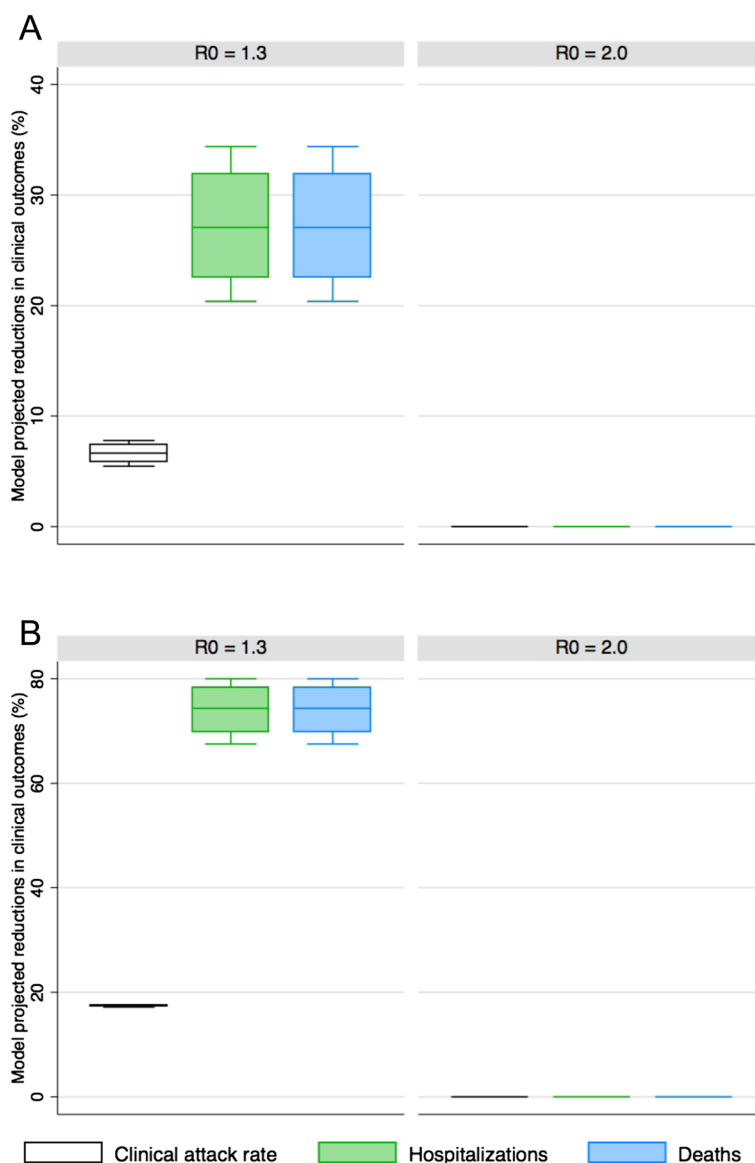 A
R0 = 1.3
R0 = 2.0
Model projected reductions in clinical outcomes (%)
40
30
20
10
0
B
R0 = 1.3
R0 = 2.0
Model projected reductions in clinical outcomes (%)
80
60
40
20
0
Clinical attack rate
Hospitalizations
Deaths